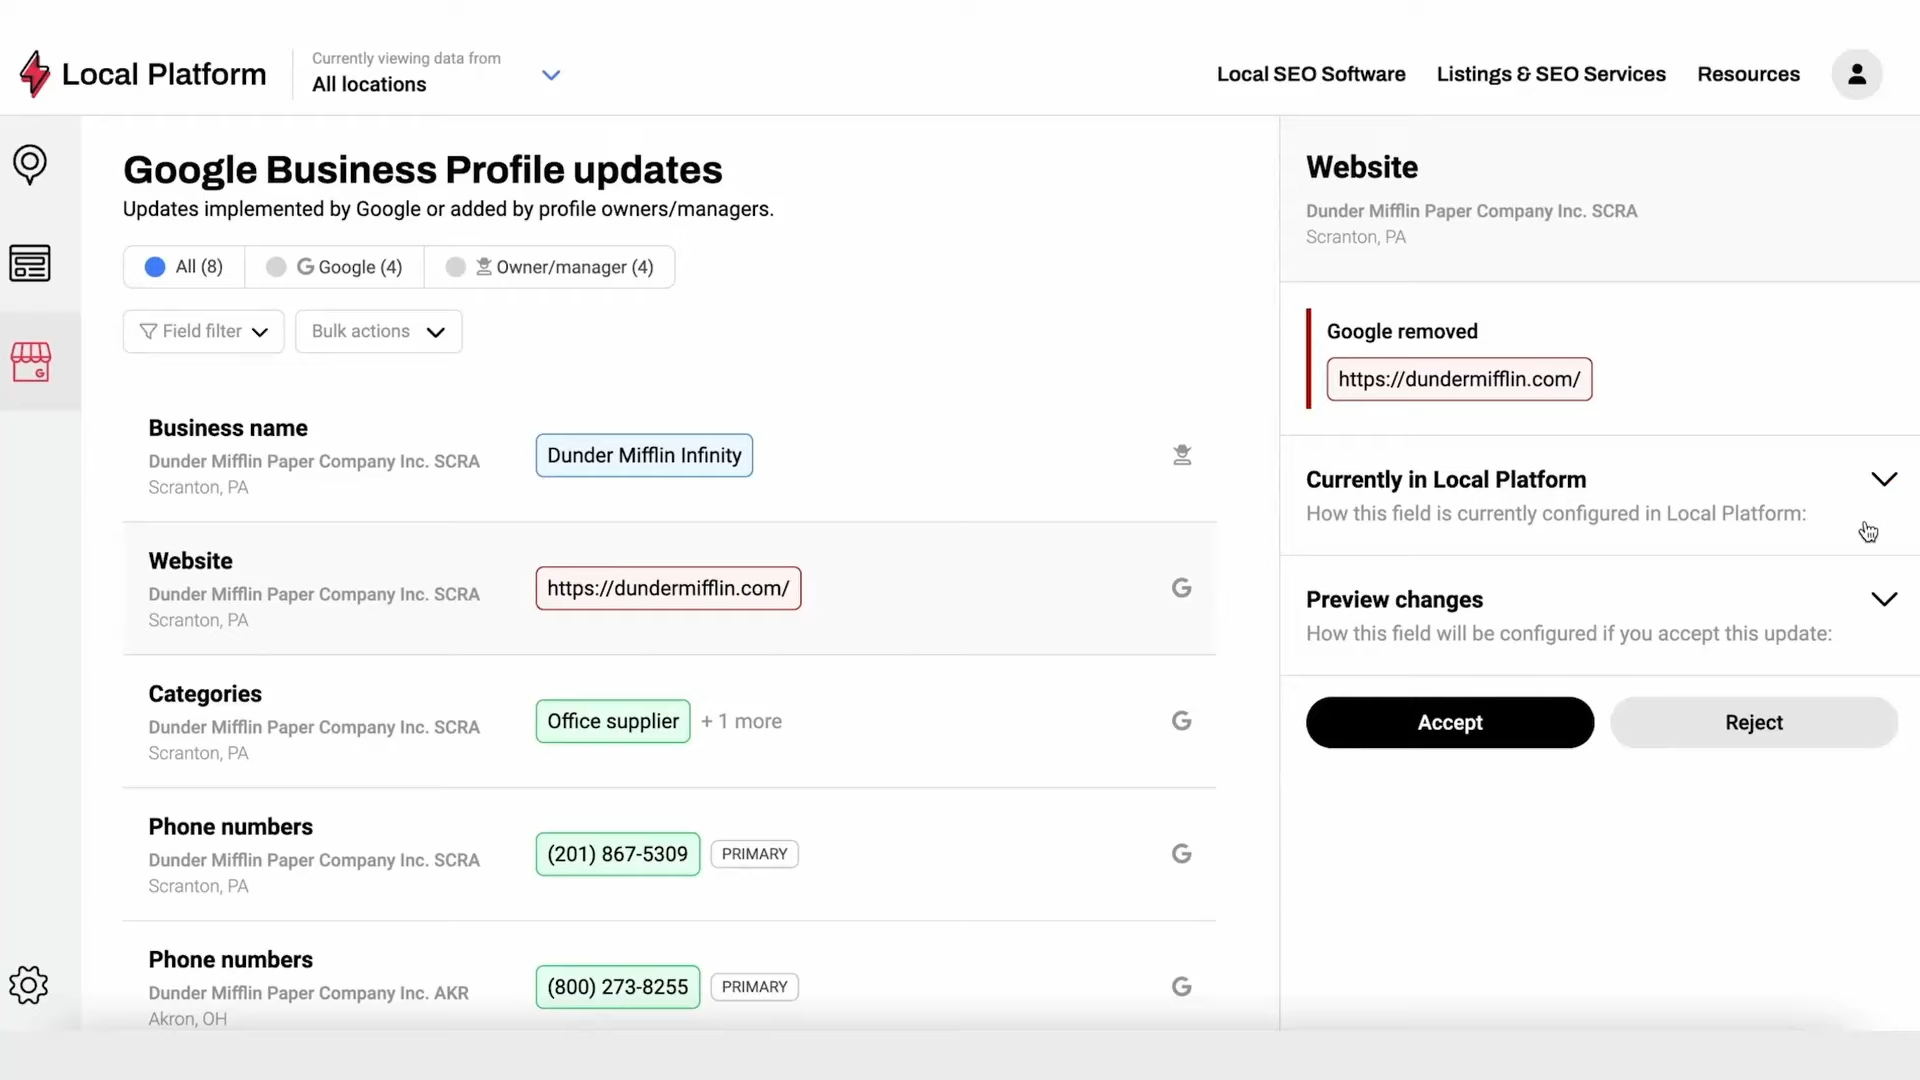 Local Platform
Currently viewing data from
All locations
Local SEO Software
Listings & SEO Services
Resources
Google Business Profile updates
Updates implemented by Google or added by profile owners/managers.
All (8)
Google (4)
Owner/manager (4)
Field filter
Bulk actions
Business name
Dunder Mifflin Paper Company Inc. SCRA
Scranton, PA
Dunder Mifflin Infinity
Website
Dunder Mifflin Paper Company Inc. SCRA
Scranton, PA
https://dundermifflin.com/
G
Categories
Dunder Mifflin Paper Company Inc. SCRA
Scranton, PA
Office supplier + 1 more
G
Phone numbers
Dunder Mifflin Paper Company Inc. SCRA
Scranton, PA
(201) 867-5309 PRIMARY
G
Phone numbers
Dunder Mifflin Paper Company Inc. AKR
Akron, OH
(800) 273-8255 PRIMARY
G
Website
Dunder Mifflin Paper Company Inc. SCRA
Scranton, PA
Google removed
https://dundermifflin.com/
Currently in Local Platform
How this field is currently configured in Local Platform:
Preview changes
How this field will be configured if you accept this update:
Accept
Reject